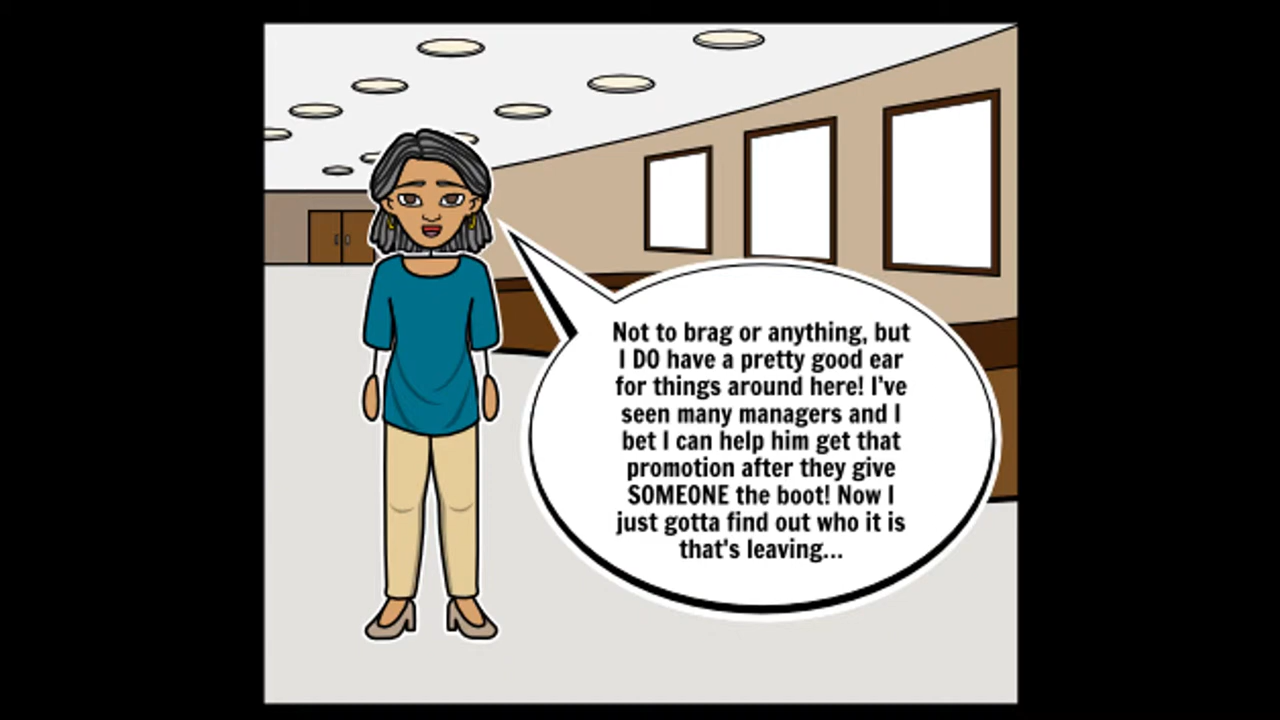 Not to brag or anything, but
I DO have a pretty good ear
for things around here! I've
seen many managers and I
bet I can help him get that
promotion after they give
SOMEONE the boot! Now I
just gotta find out who it is
that's leaving...